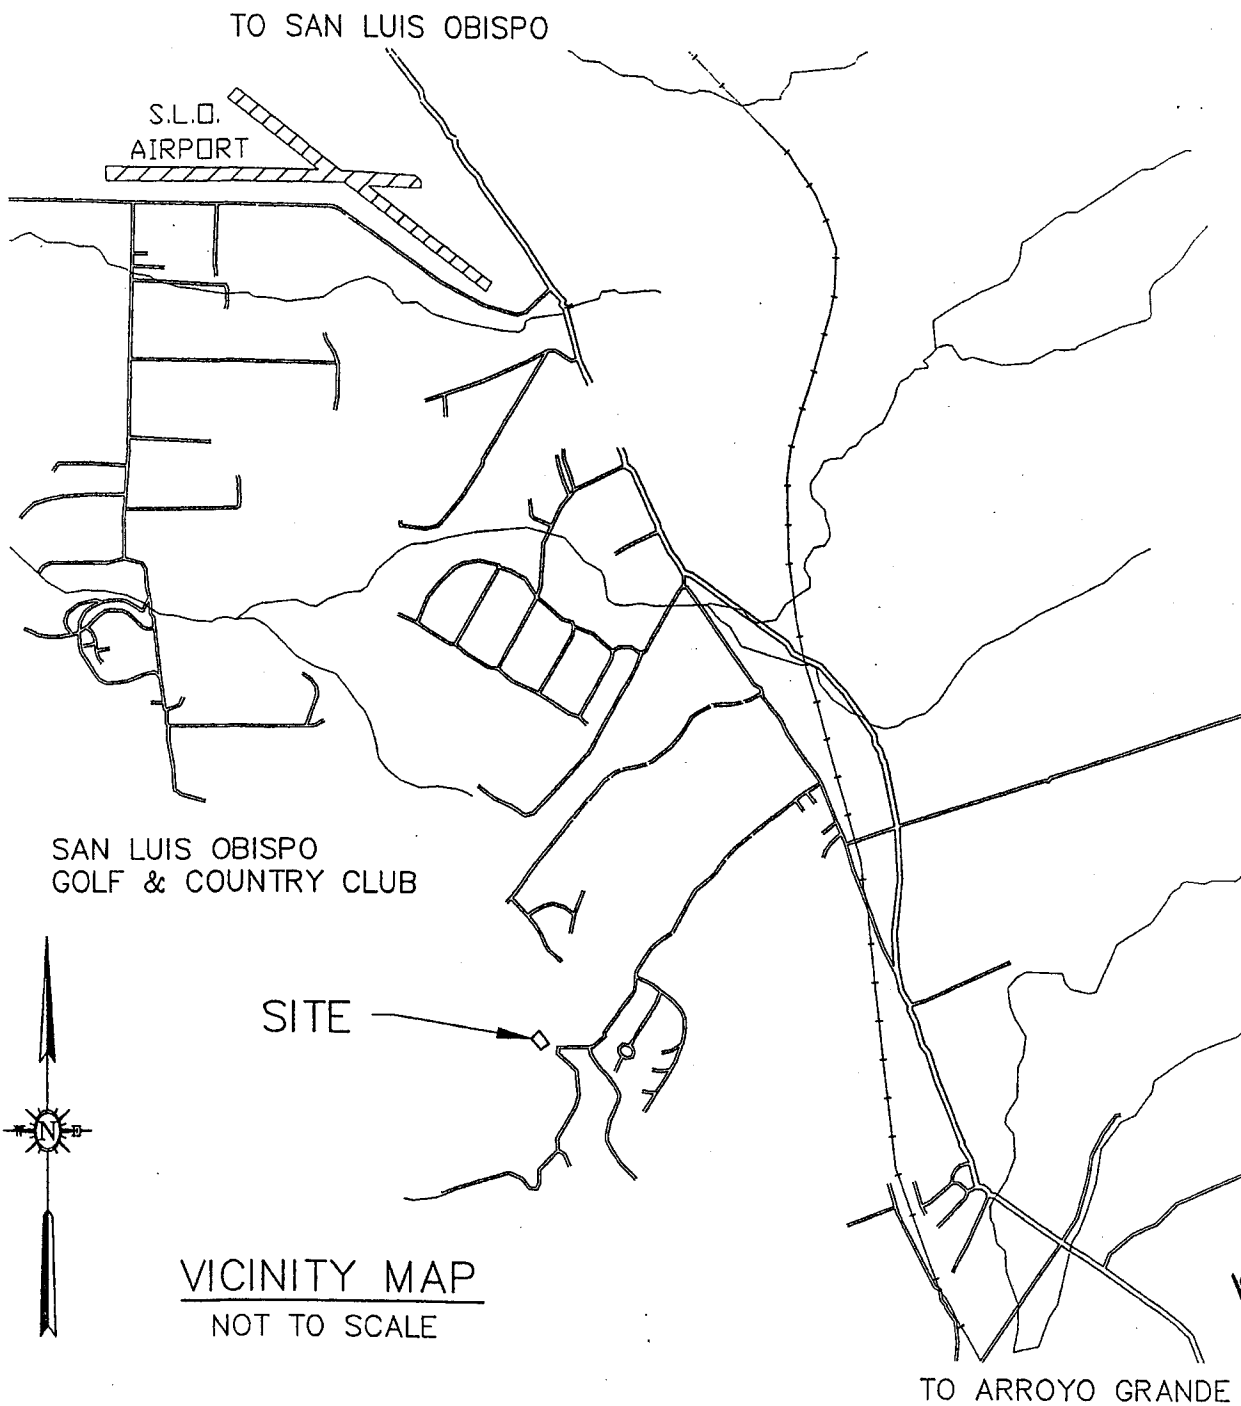 TO SAN LUIS OBISPO
S.L.O.
AIRPORT
SAN LUIS OBISPO
GOLF & COUNTRY CLUB
SITE
W N E
VICINITY MAP
NOT TO SCALE
TO ARROYO GRANDE